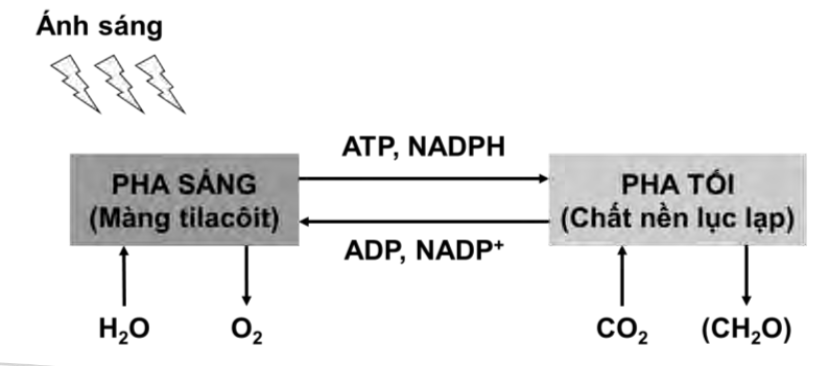 Ánh sáng
ATP, NADPH
PHA SÁNG
(Màng tilacôit)
PHA TỐI
(Chất nền lục lạp)
ADP, NADP⁺
H₂O
O₂
CO₂
(CH₂O)